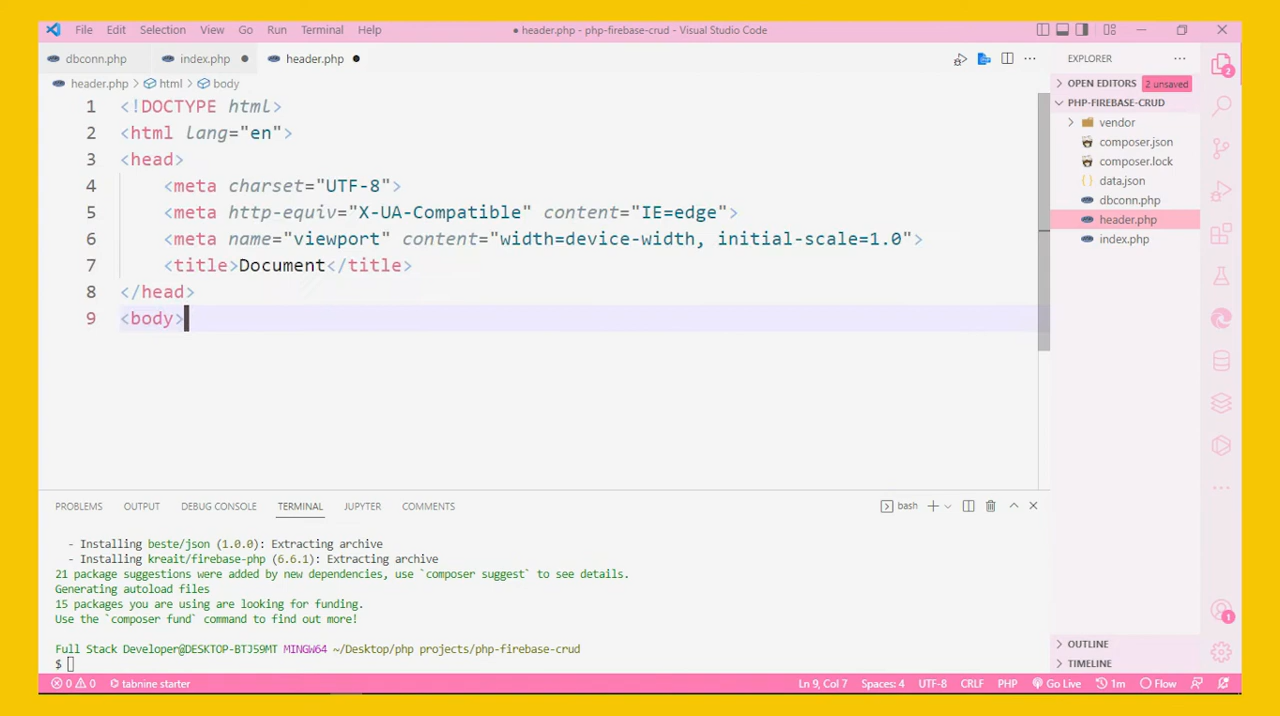 File Edit Selection View Go Run Terminal Help
● header.php - php-firebase-crud - Visual Studio Code
dbconn.php index.php ● header.php ●
header.php > html > body
1 <!DOCTYPE html>
2 <html lang="en">
3 <head>
4 <meta charset="UTF-8">
5 <meta http-equiv="X-UA-Compatible" content="IE=edge">
6 <meta name="viewport" content="width=device-width, initial-scale=1.0">
7 <title>Document</title>
8 </head>
9 <body>
EXPLORER
OPEN EDITORS 2 unsaved
PHP-FIREBASE-CRUD
vendor
composer.json
composer.lock
data.json
dbconn.php
header.php
index.php
OUTLINE
TIMELINE
2
1
PROBLEMS OUTPUT DEBUG CONSOLE TERMINAL JUPYTER COMMENTS
bash
- Installing beste/json (1.0.0): Extracting archive
- Installing kreait/firebase-php (6.6.1): Extracting archive
21 package suggestions were added by new dependencies, use `composer suggest` to see details.
Generating autoload files
15 packages you are using are looking for funding.
Use the `composer fund` command to find out more!
Full Stack Developer@DESKTOP-BTJ59MT MINGW64 ~/Desktop/php projects/php-firebase-crud
$
0 0 tabnine starter
Ln 9, Col 7 Spaces: 4 UTF-8 CRLF PHP Go Live 1m Flow